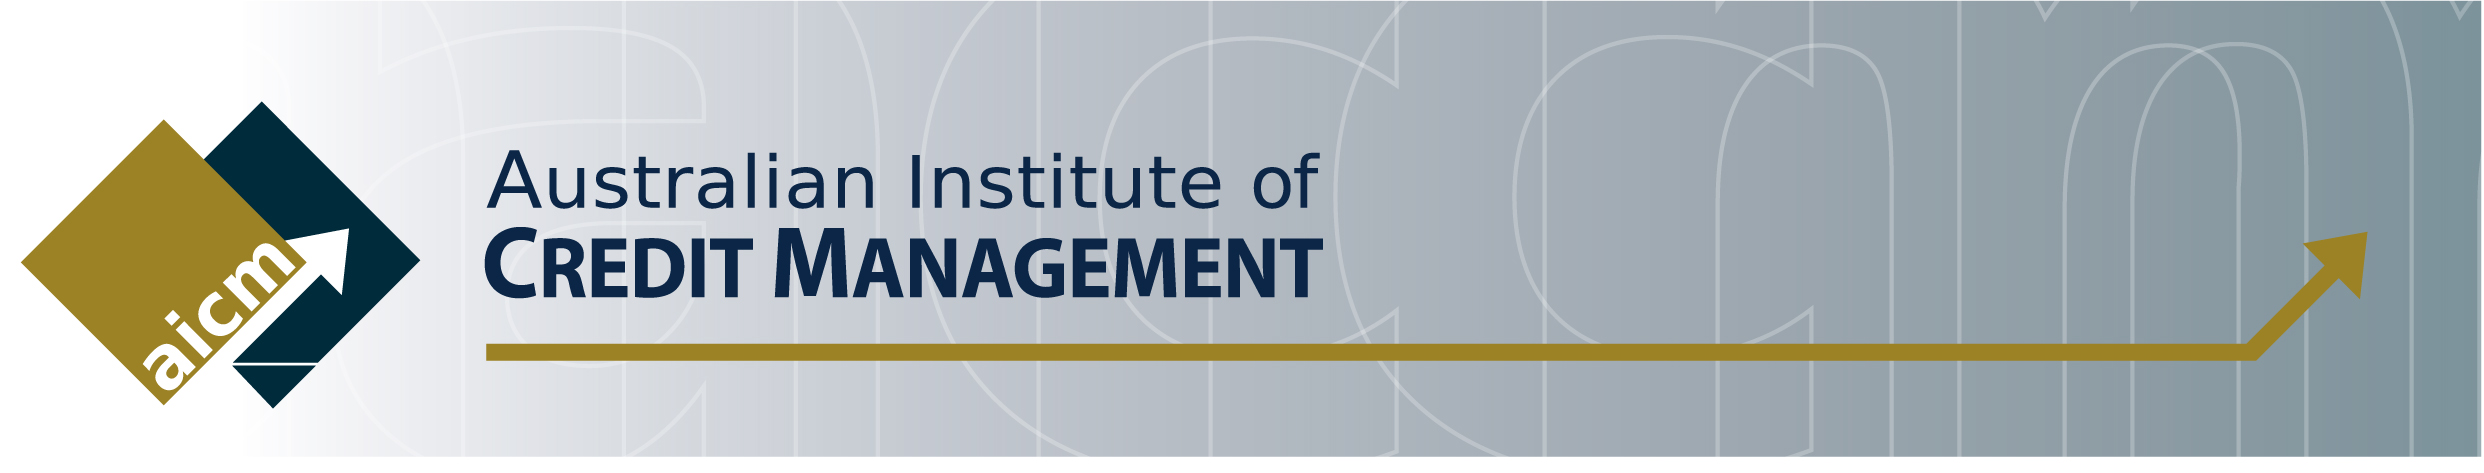 aicm
Australian Institute of
CREDIT MANAGEMENT